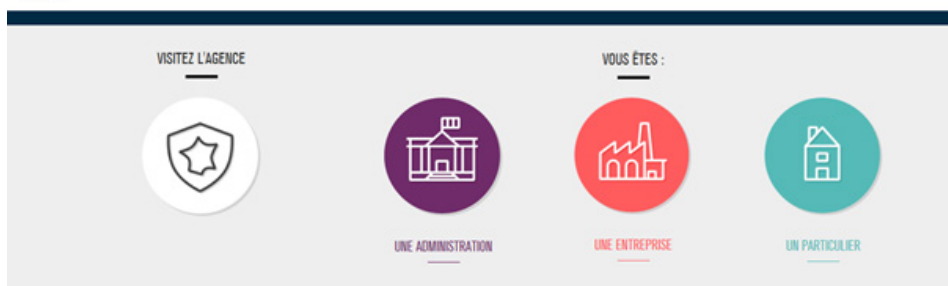 VISITEZ L'AGENCE
VOUS ÊTES :
UNE ADMINISTRATION
UNE ENTREPRISE
UN PARTICULIER